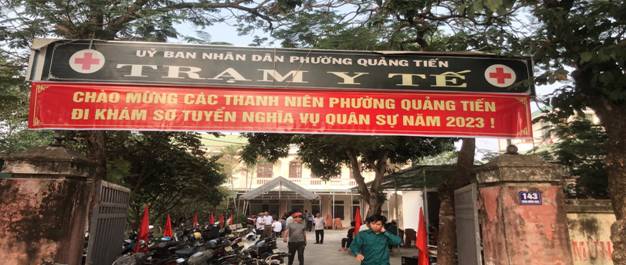 UỶ BAN NHÂN DÂN PHƯỜNG QUẢNG TIẾN
TRẠM Y TẾ
CHÀO MỪNG CÁC THANH NIÊN PHƯỜNG QUẢNG TIẾN
ĐI KHÁM SƠ TUYỂN NGHĨA VỤ QUÂN SỰ NĂM 2023 !
143